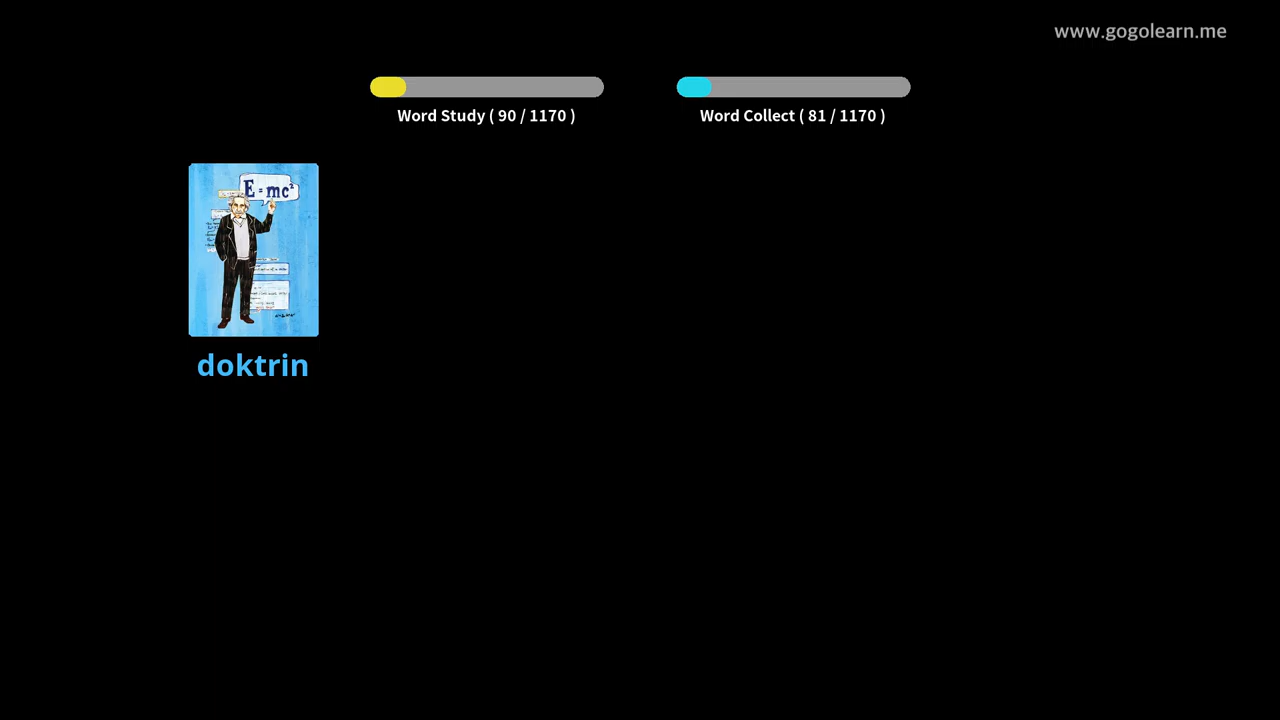 www.gogolearn.me
Word Study ( 90 / 1170 )
Word Collect ( 81 / 1170 )
E = mc²
doktrin